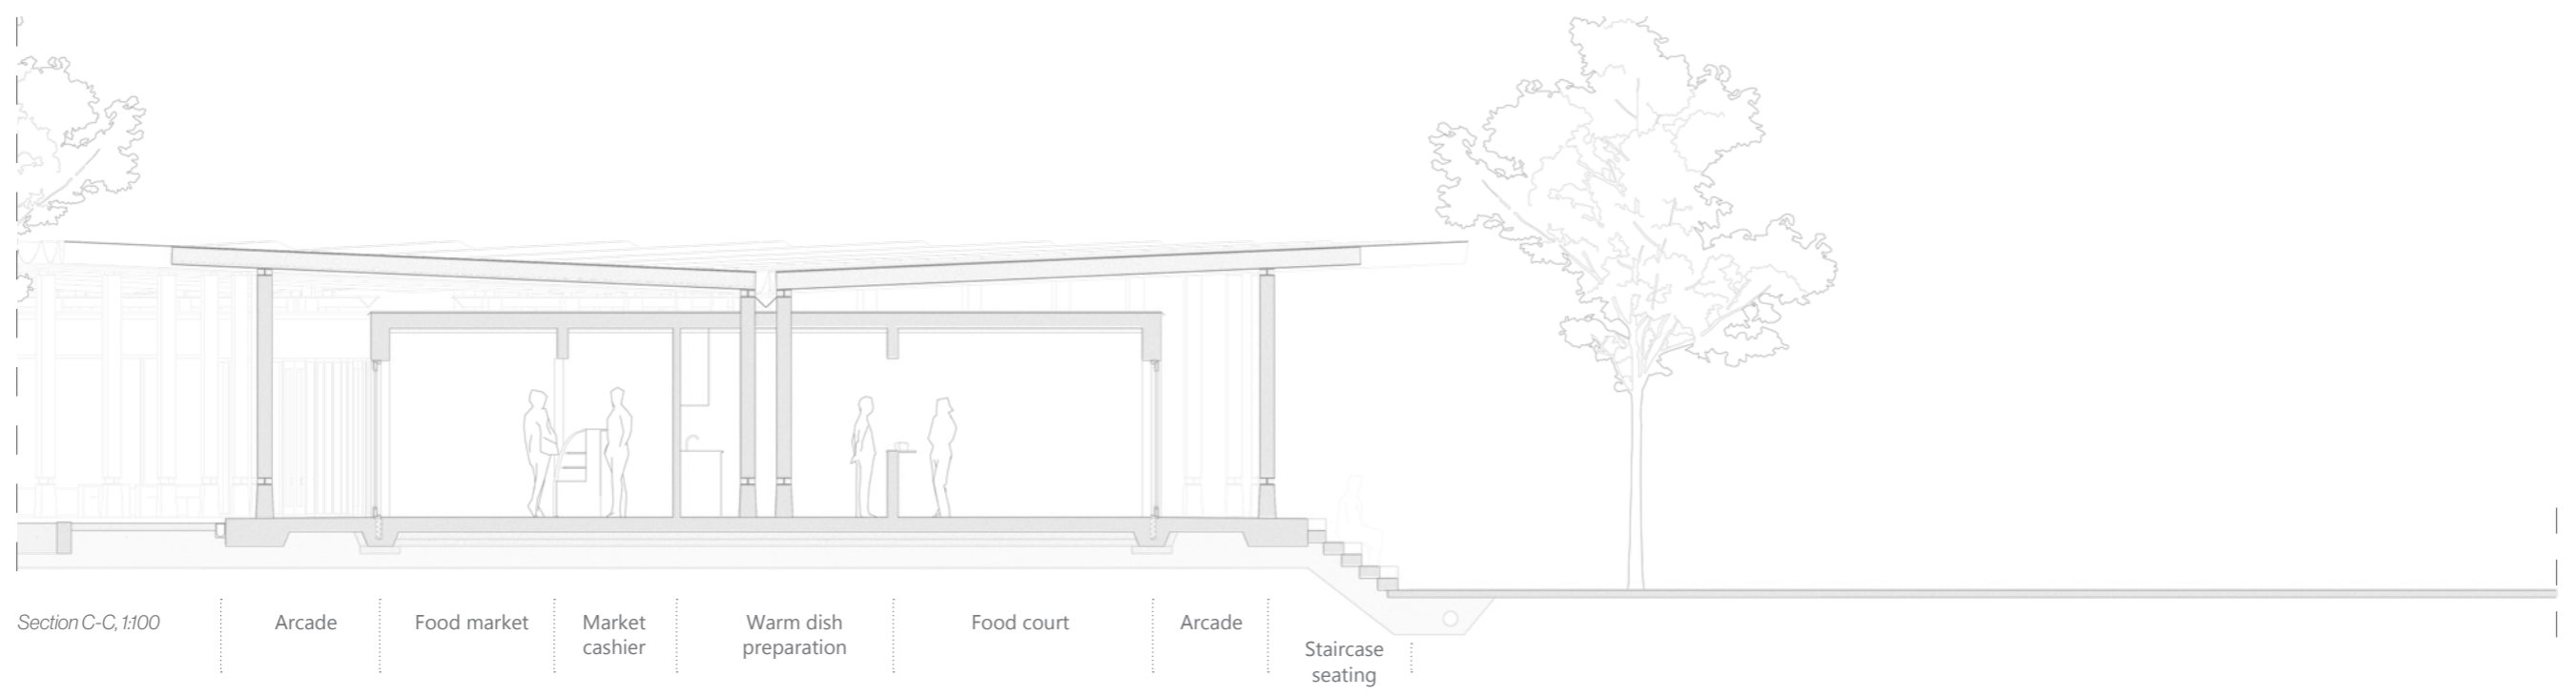 Section C-C, 1:100
Arcade
Food market
Market
cashier
Warm dish
preparation
Food court
Arcade
Staircase
seating